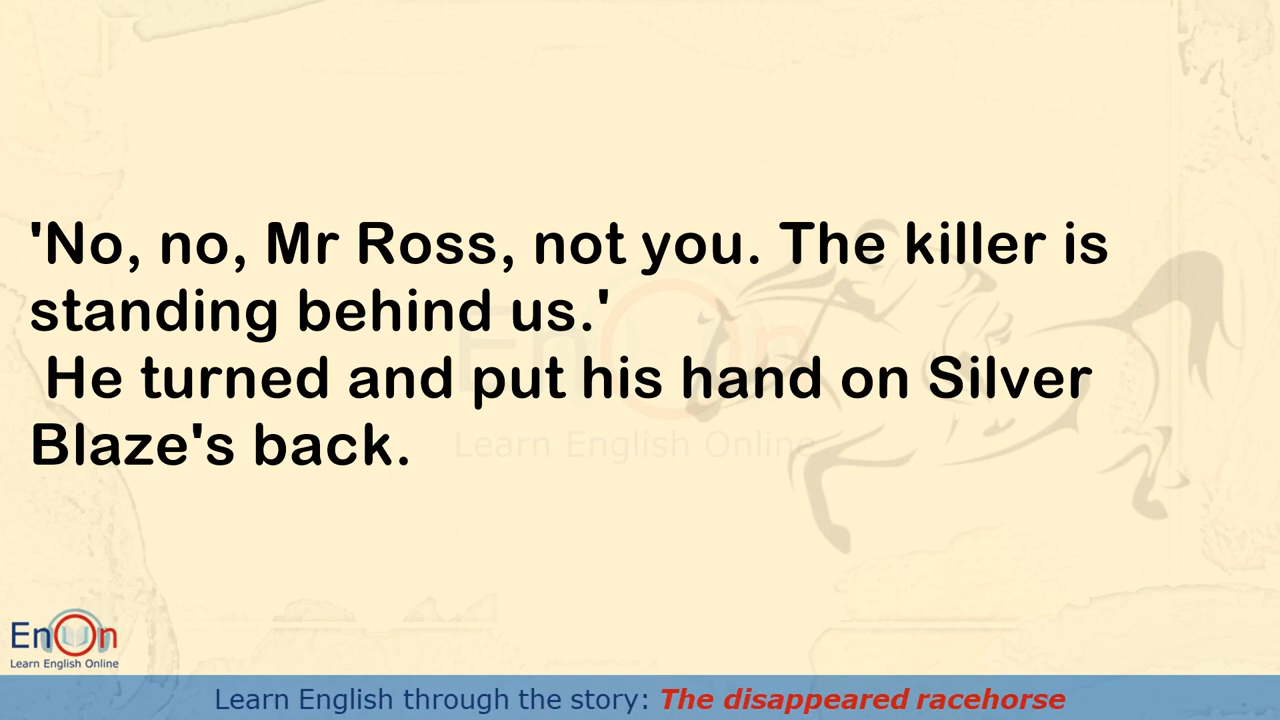 'No, no, Mr Ross, not you. The killer is
standing behind us.'
He turned and put his hand on Silver
Blaze's back.
EnOn
Learn English Online
EnOn
Learn English Online
Learn English through the story: The disappeared racehorse